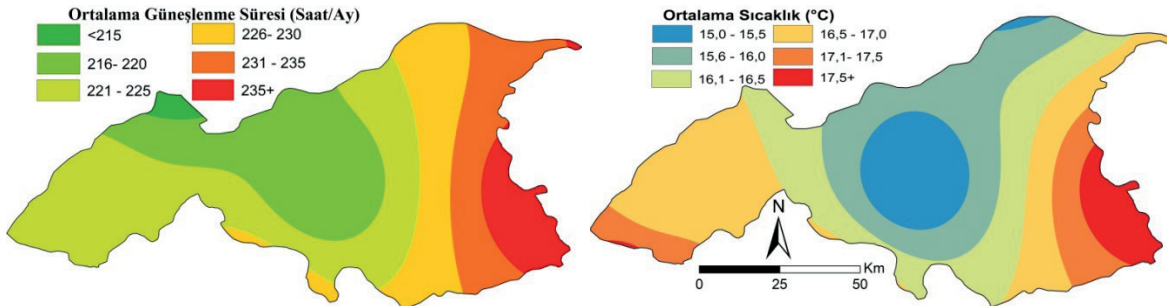 Ortalama Güneşlenme Süresi (Saat/Ay)
<215
216- 220
221 - 225
226- 230
231 - 235
235+
Ortalama Sıcaklık (°C)
15,0 - 15,5
15,6 - 16,0
16,1 - 16,5
16,5 - 17,0
17,1- 17,5
17,5+
N
Km
0 25 50